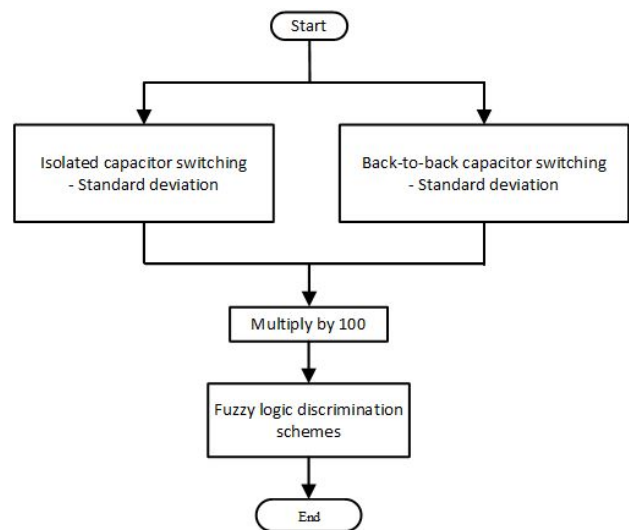 Start
Isolated capacitor switching
- Standard deviation
Back-to-back capacitor switching
- Standard deviation
Multiply by 100
Fuzzy logic discrimination
schemes
End